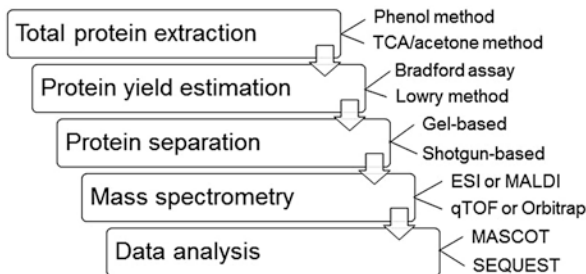 Total protein extraction
Phenol method
TCA/acetone method
Protein yield estimation
Bradford assay
Lowry method
Protein separation
Gel-based
Shotgun-based
Mass spectrometry
ESI or MALDI
qTOF or Orbitrap
Data analysis
MASCOT
SEQUEST